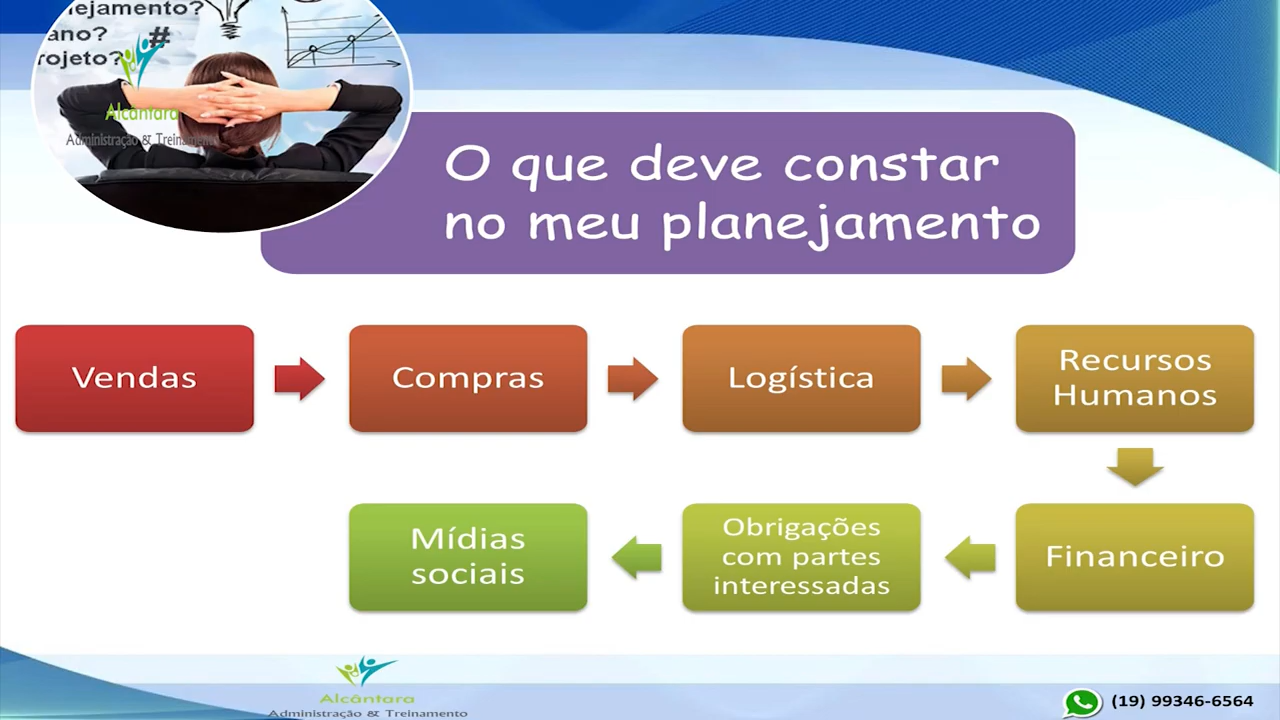 ejamento?
ano?
#
rojeto?
Alcântara
Administração & Treinamento
O que deve constar
no meu planejamento
Vendas
Compras
Logística
Recursos
Humanos
Mídias
sociais
Obrigações
com partes
interessadas
Financeiro
Alcântara
Administração & Treinamento
(19) 99346-6564